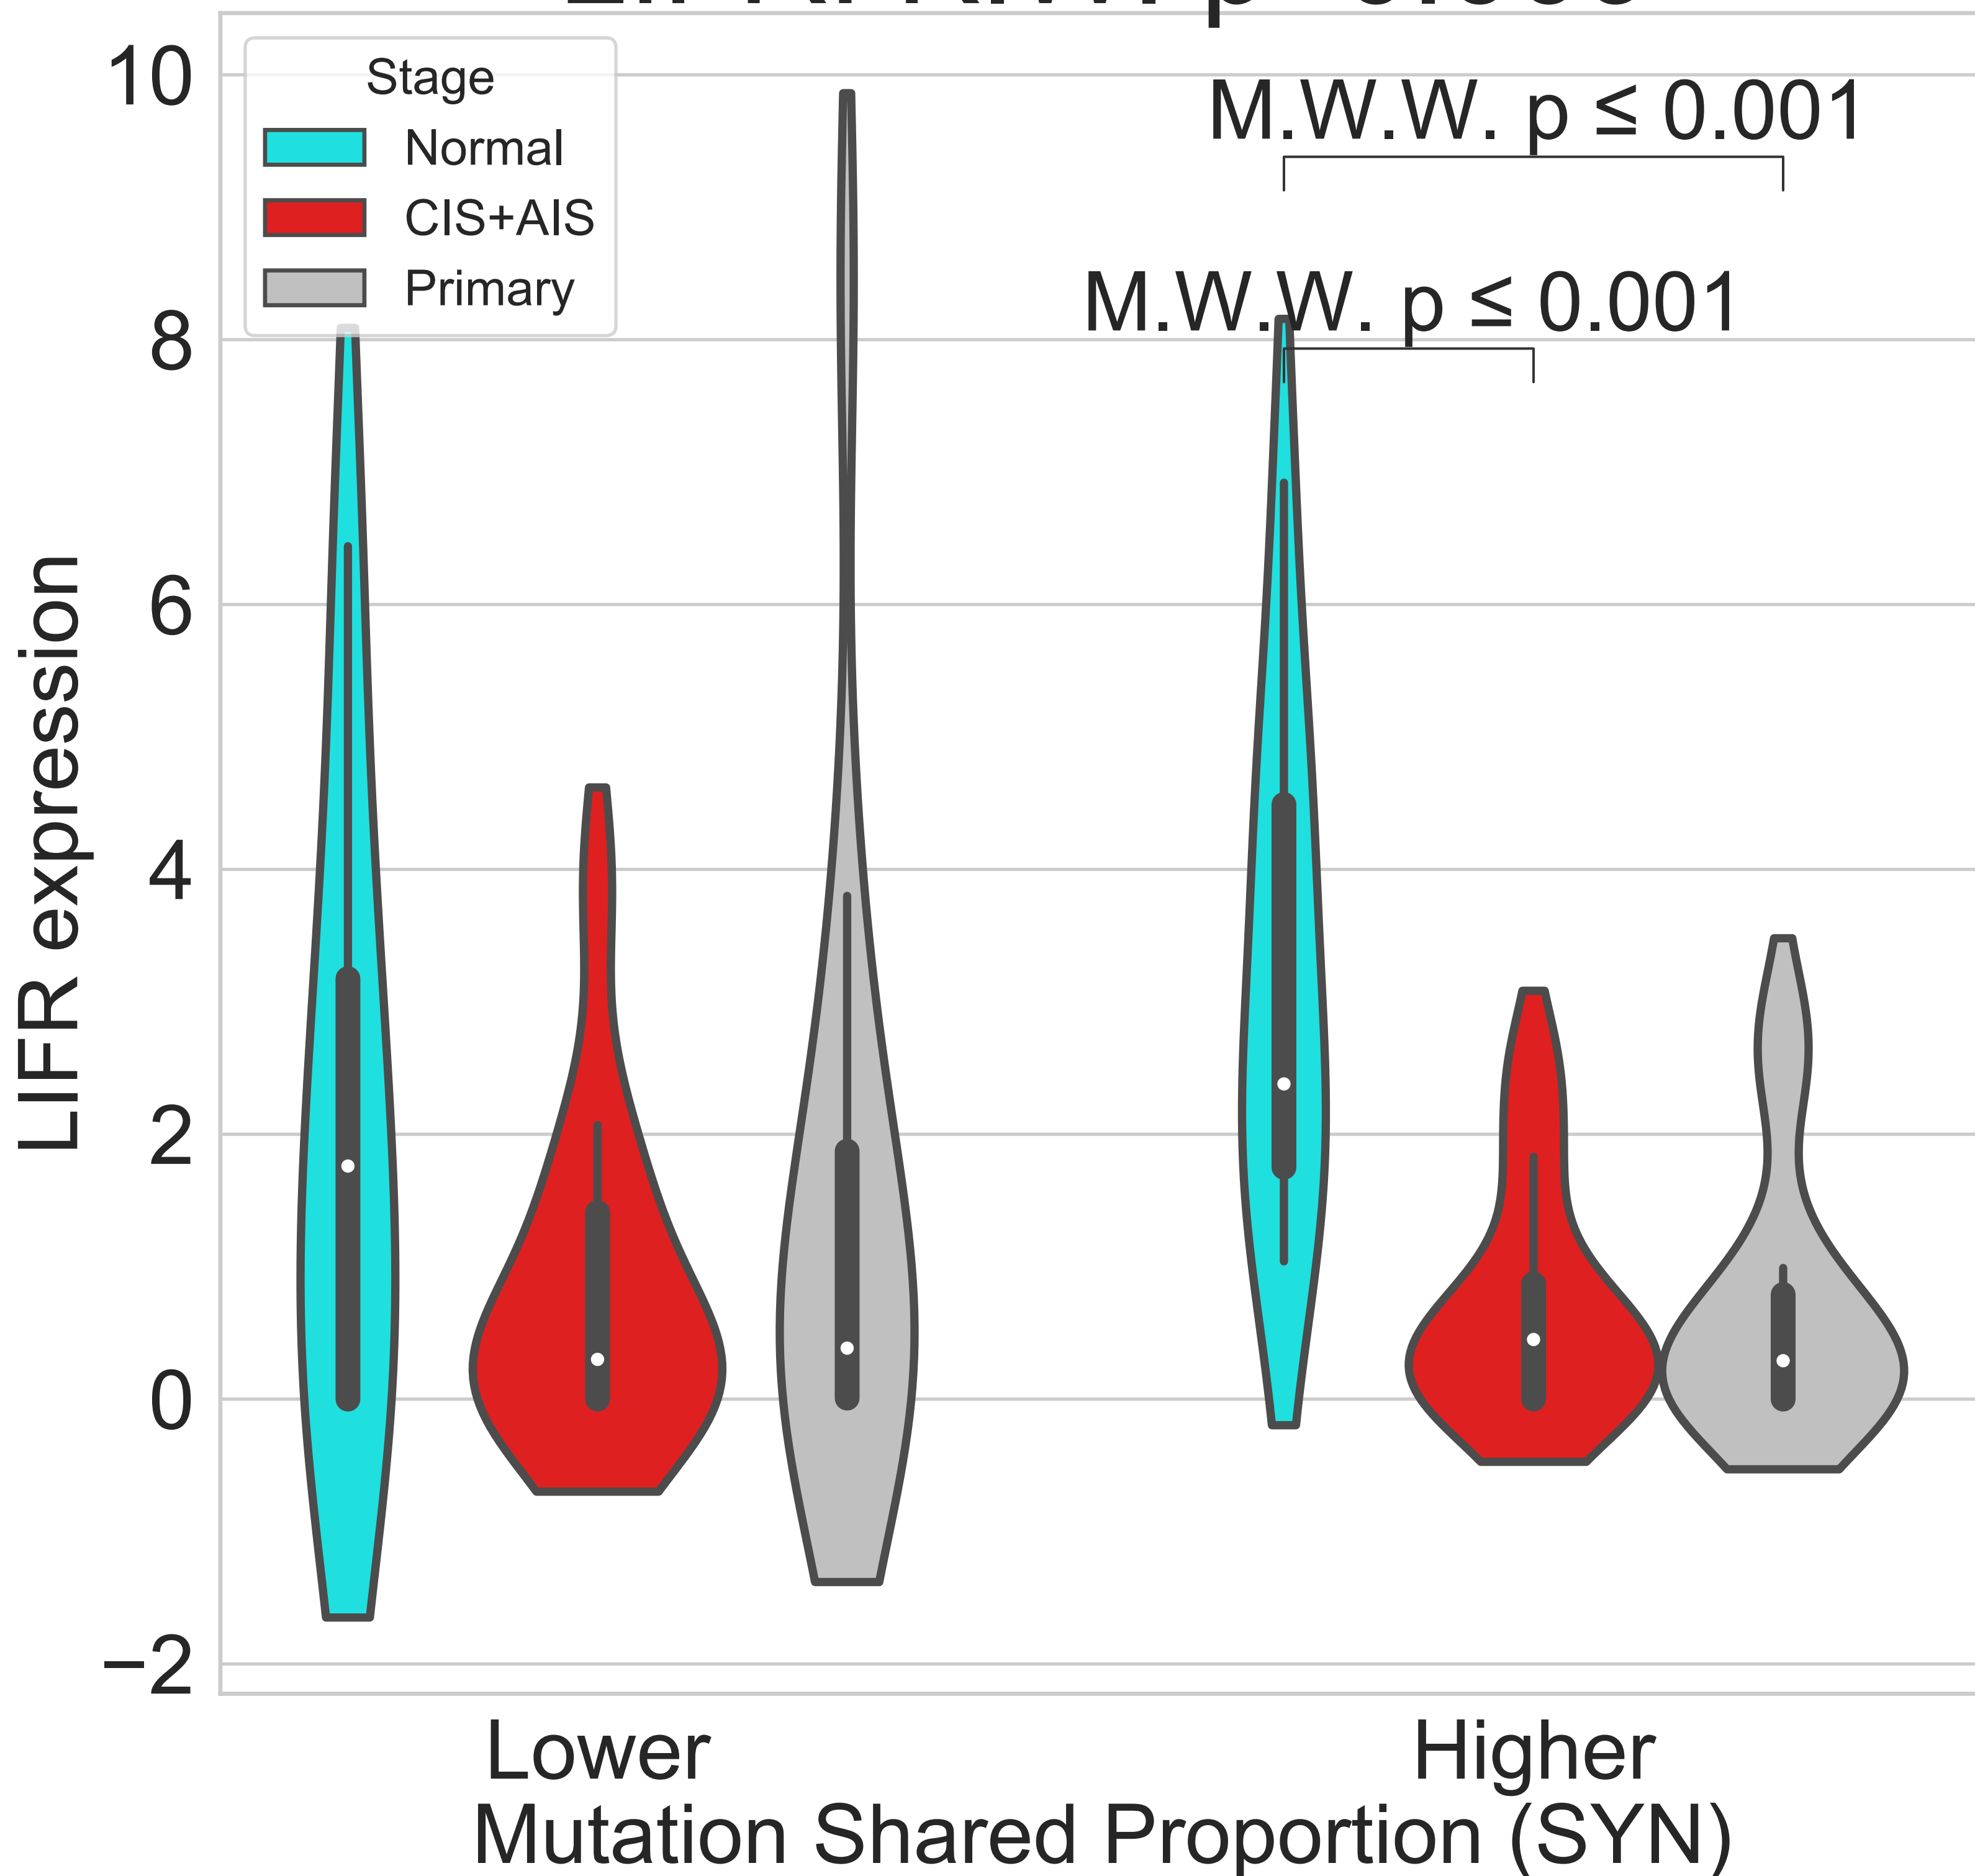 10
8
6
4
2
0
−2
LIFR expression
Stage
Normal
CIS+AIS
Primary
M.W.W. p ≤ 0.001
M.W.W. p ≤ 0.001
Lower
Higher
Mutation Shared Proportion (SYN)